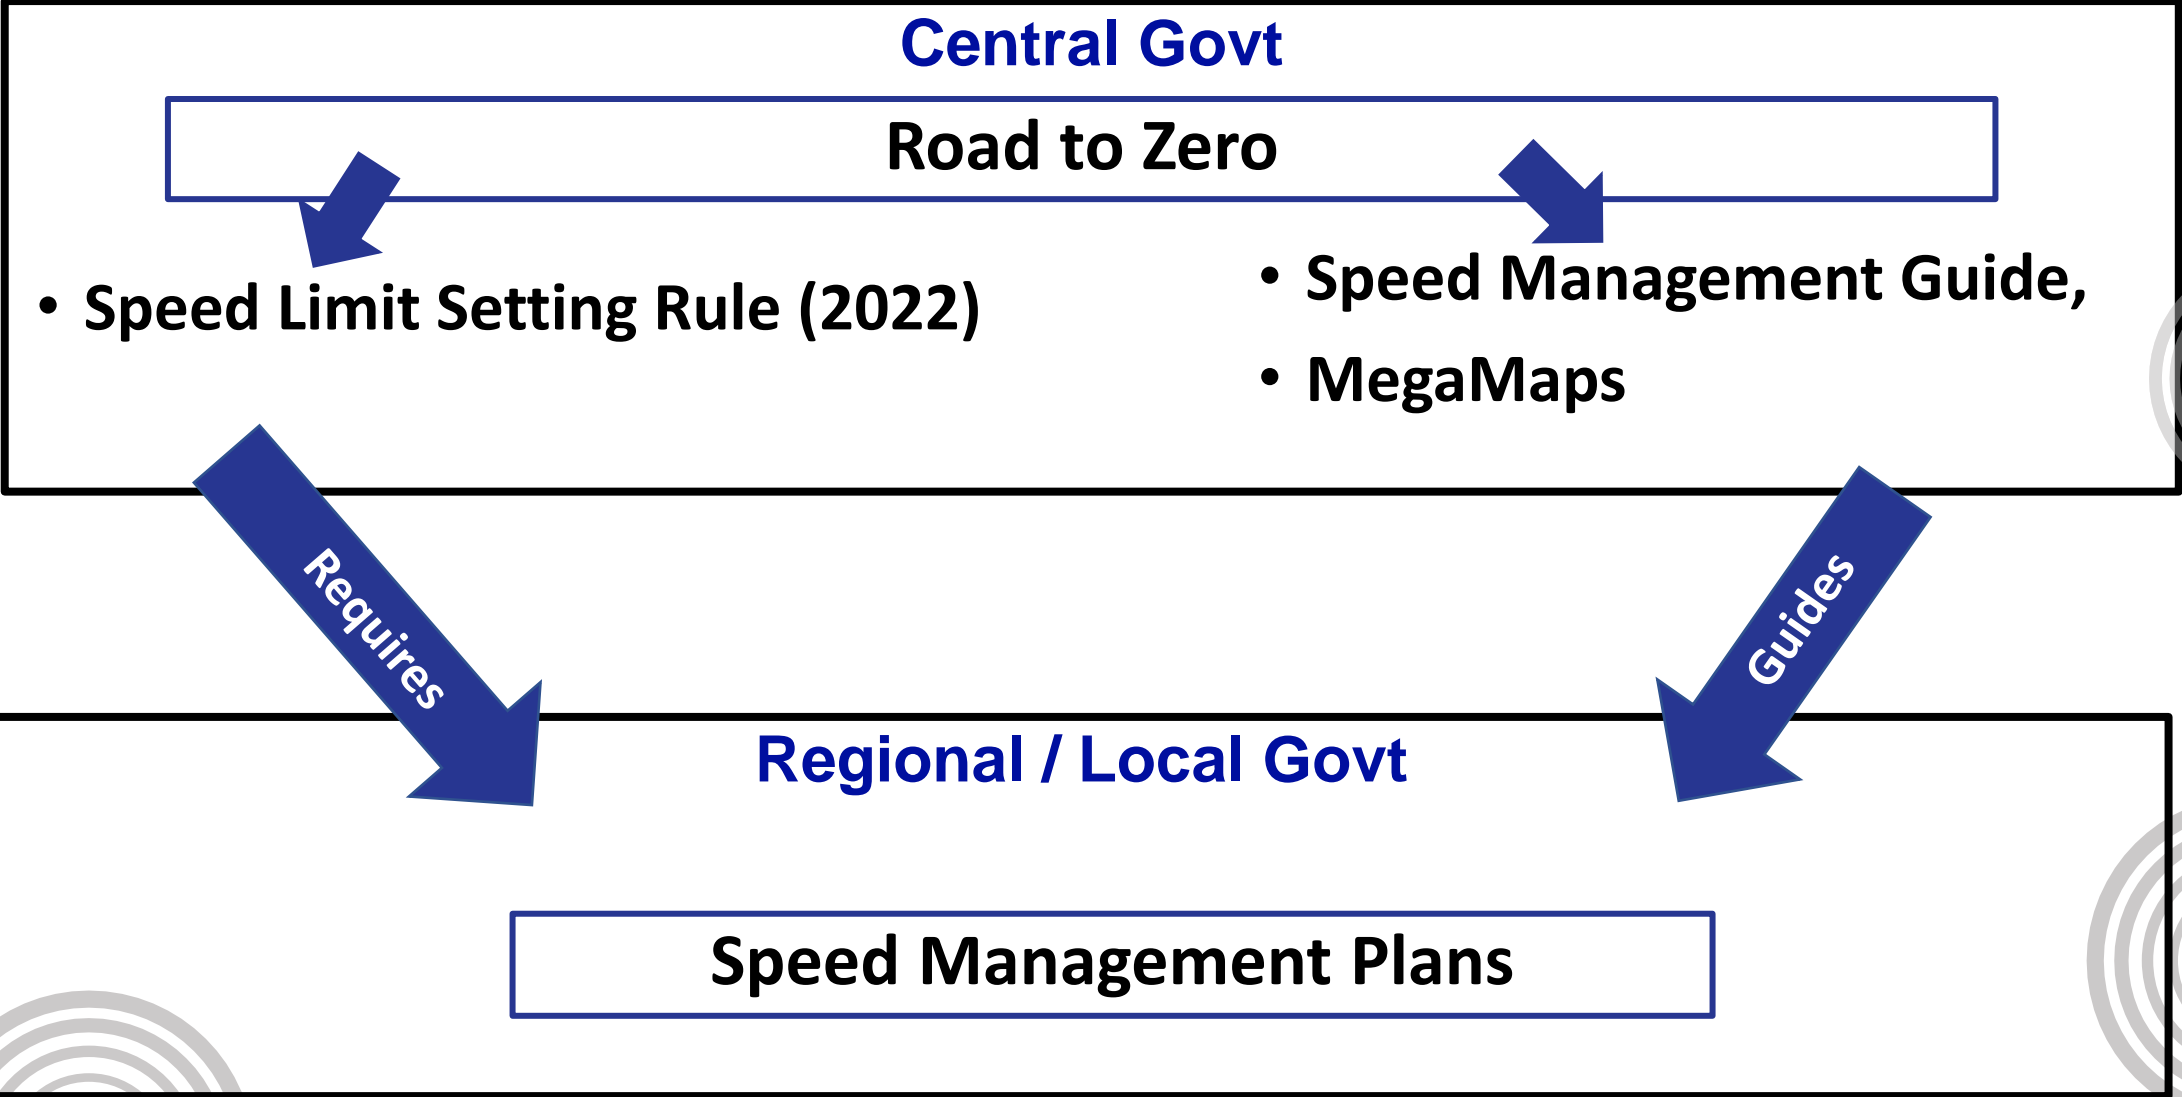 Central Govt
Road to Zero
• Speed Limit Setting Rule (2022)
• Speed Management Guide,
• MegaMaps
Requires
Guides
Regional / Local Govt
Speed Management Plans